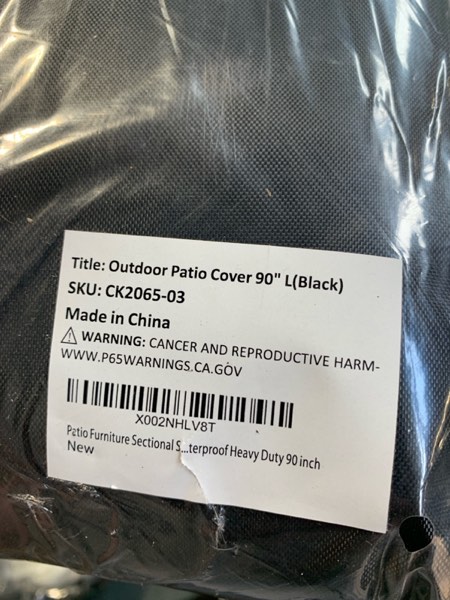 Title: Outdoor Patio Cover 90" L(Black)
SKU: CK2065-03
Made in China
WARNING: CANCER AND REPRODUCTIVE HARM-
WWW.P65WARNINGS.CA.GOV
X002NHLV8T
Patio Furniture Sectional S...terproof Heavy Duty 90 inch
New